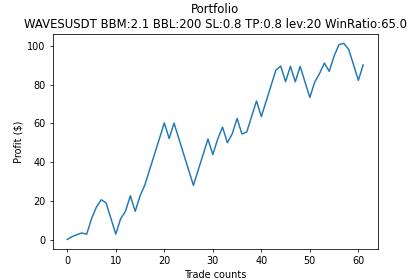 Portfolio
WAVESUSDT BBM:2.1 BBL:200 SL:0.8 TP:0.8 lev:20 WinRatio:65.0
100
80
60
40
20
0
Profit ($)
0 10 20 30 40 50 60
Trade counts